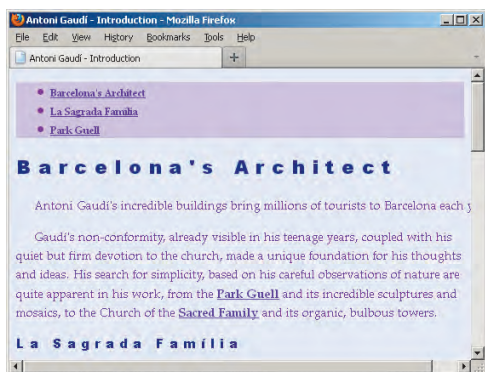 Antoni Gaudí - Introduction - Mozilla Firefox
File Edit View History Bookmarks Tools Help
Antoni Gaudí - Introduction
Barcelona's Architect
La Sagrada Família
Park Guell
Barcelona's Architect
Antoni Gaudí's incredible buildings bring millions of tourists to Barcelona each y
Gaudí's non-conformity, already visible in his teenage years, coupled with his
quiet but firm devotion to the church, made a unique foundation for his thoughts
and ideas. His search for simplicity, based on his careful observations of nature are
quite apparent in his work, from the Park Guell and its incredible sculptures and
mosaics, to the Church of the Sacred Family and its organic, bulbous towers.
La Sagrada Família